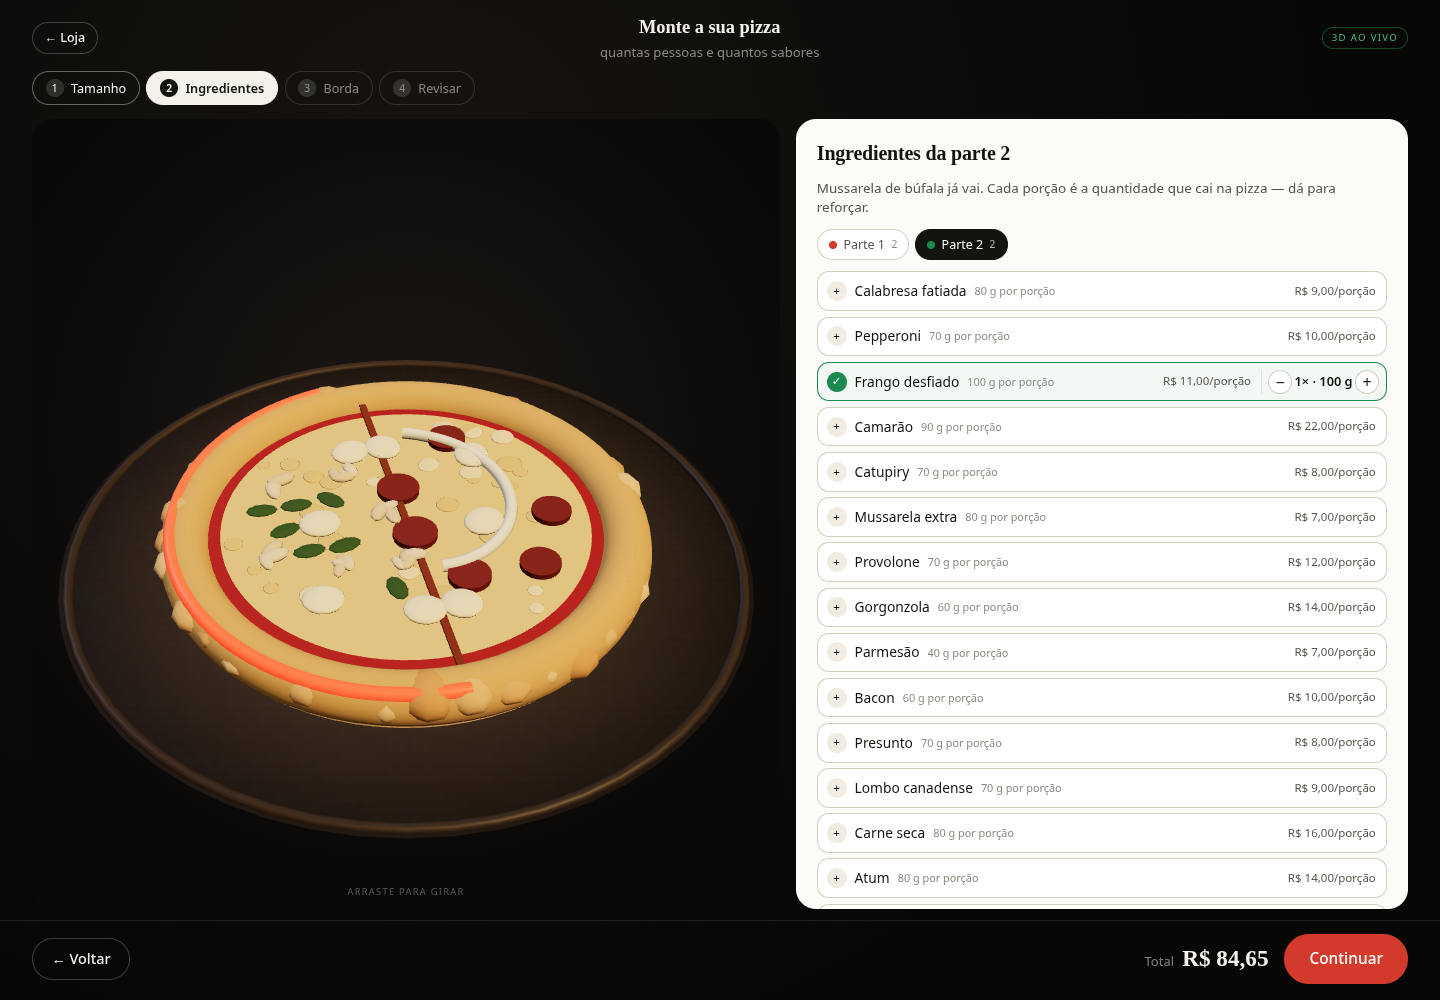 ← Loja
Monte a sua pizza
quantas pessoas e quantos sabores
3D AO VIVO
1 Tamanho
2 Ingredientes
3 Borda
4 Revisar
ARRASTE PARA GIRAR
Ingredientes da parte 2
Mussarela de búfala já vai. Cada porção é a quantidade que cai na pizza — dá para
reforçar.
Parte 1 2
Parte 2 2
+ Calabresa fatiada 80 g por porção R$ 9,00/porção
+ Pepperoni 70 g por porção R$ 10,00/porção
✓ Frango desfiado 100 g por porção R$ 11,00/porção − 1× · 100 g +
+ Camarão 90 g por porção R$ 22,00/porção
+ Catupiry 70 g por porção R$ 8,00/porção
+ Mussarela extra 80 g por porção R$ 7,00/porção
+ Provolone 70 g por porção R$ 12,00/porção
+ Gorgonzola 60 g por porção R$ 14,00/porção
+ Parmesão 40 g por porção R$ 7,00/porção
+ Bacon 60 g por porção R$ 10,00/porção
+ Presunto 70 g por porção R$ 8,00/porção
+ Lombo canadense 70 g por porção R$ 9,00/porção
+ Carne seca 80 g por porção R$ 16,00/porção
+ Atum 80 g por porção R$ 14,00/porção
← Voltar
Total R$ 84,65
Continuar